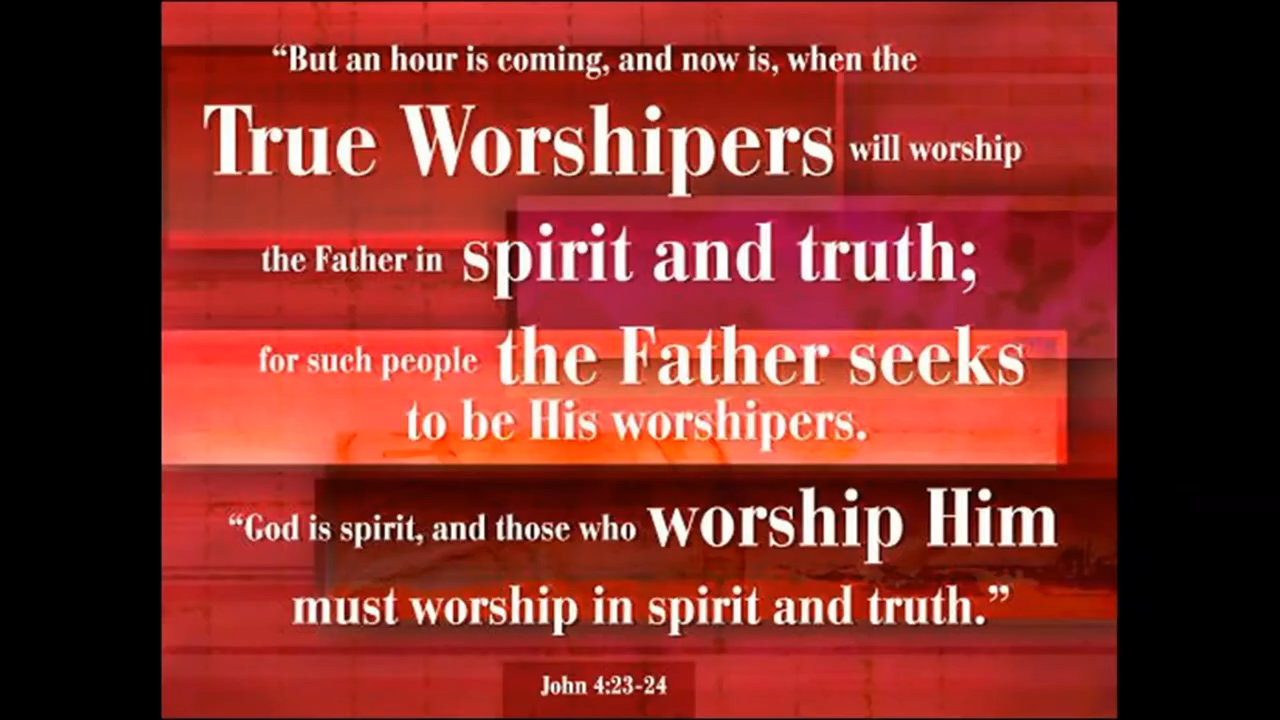 “But an hour is coming, and now is, when the
True Worshipers will worship
the Father in spirit and truth;
for such people the Father seeks
to be His worshipers.
“God is spirit, and those who worship Him
must worship in spirit and truth.”
John 4:23-24